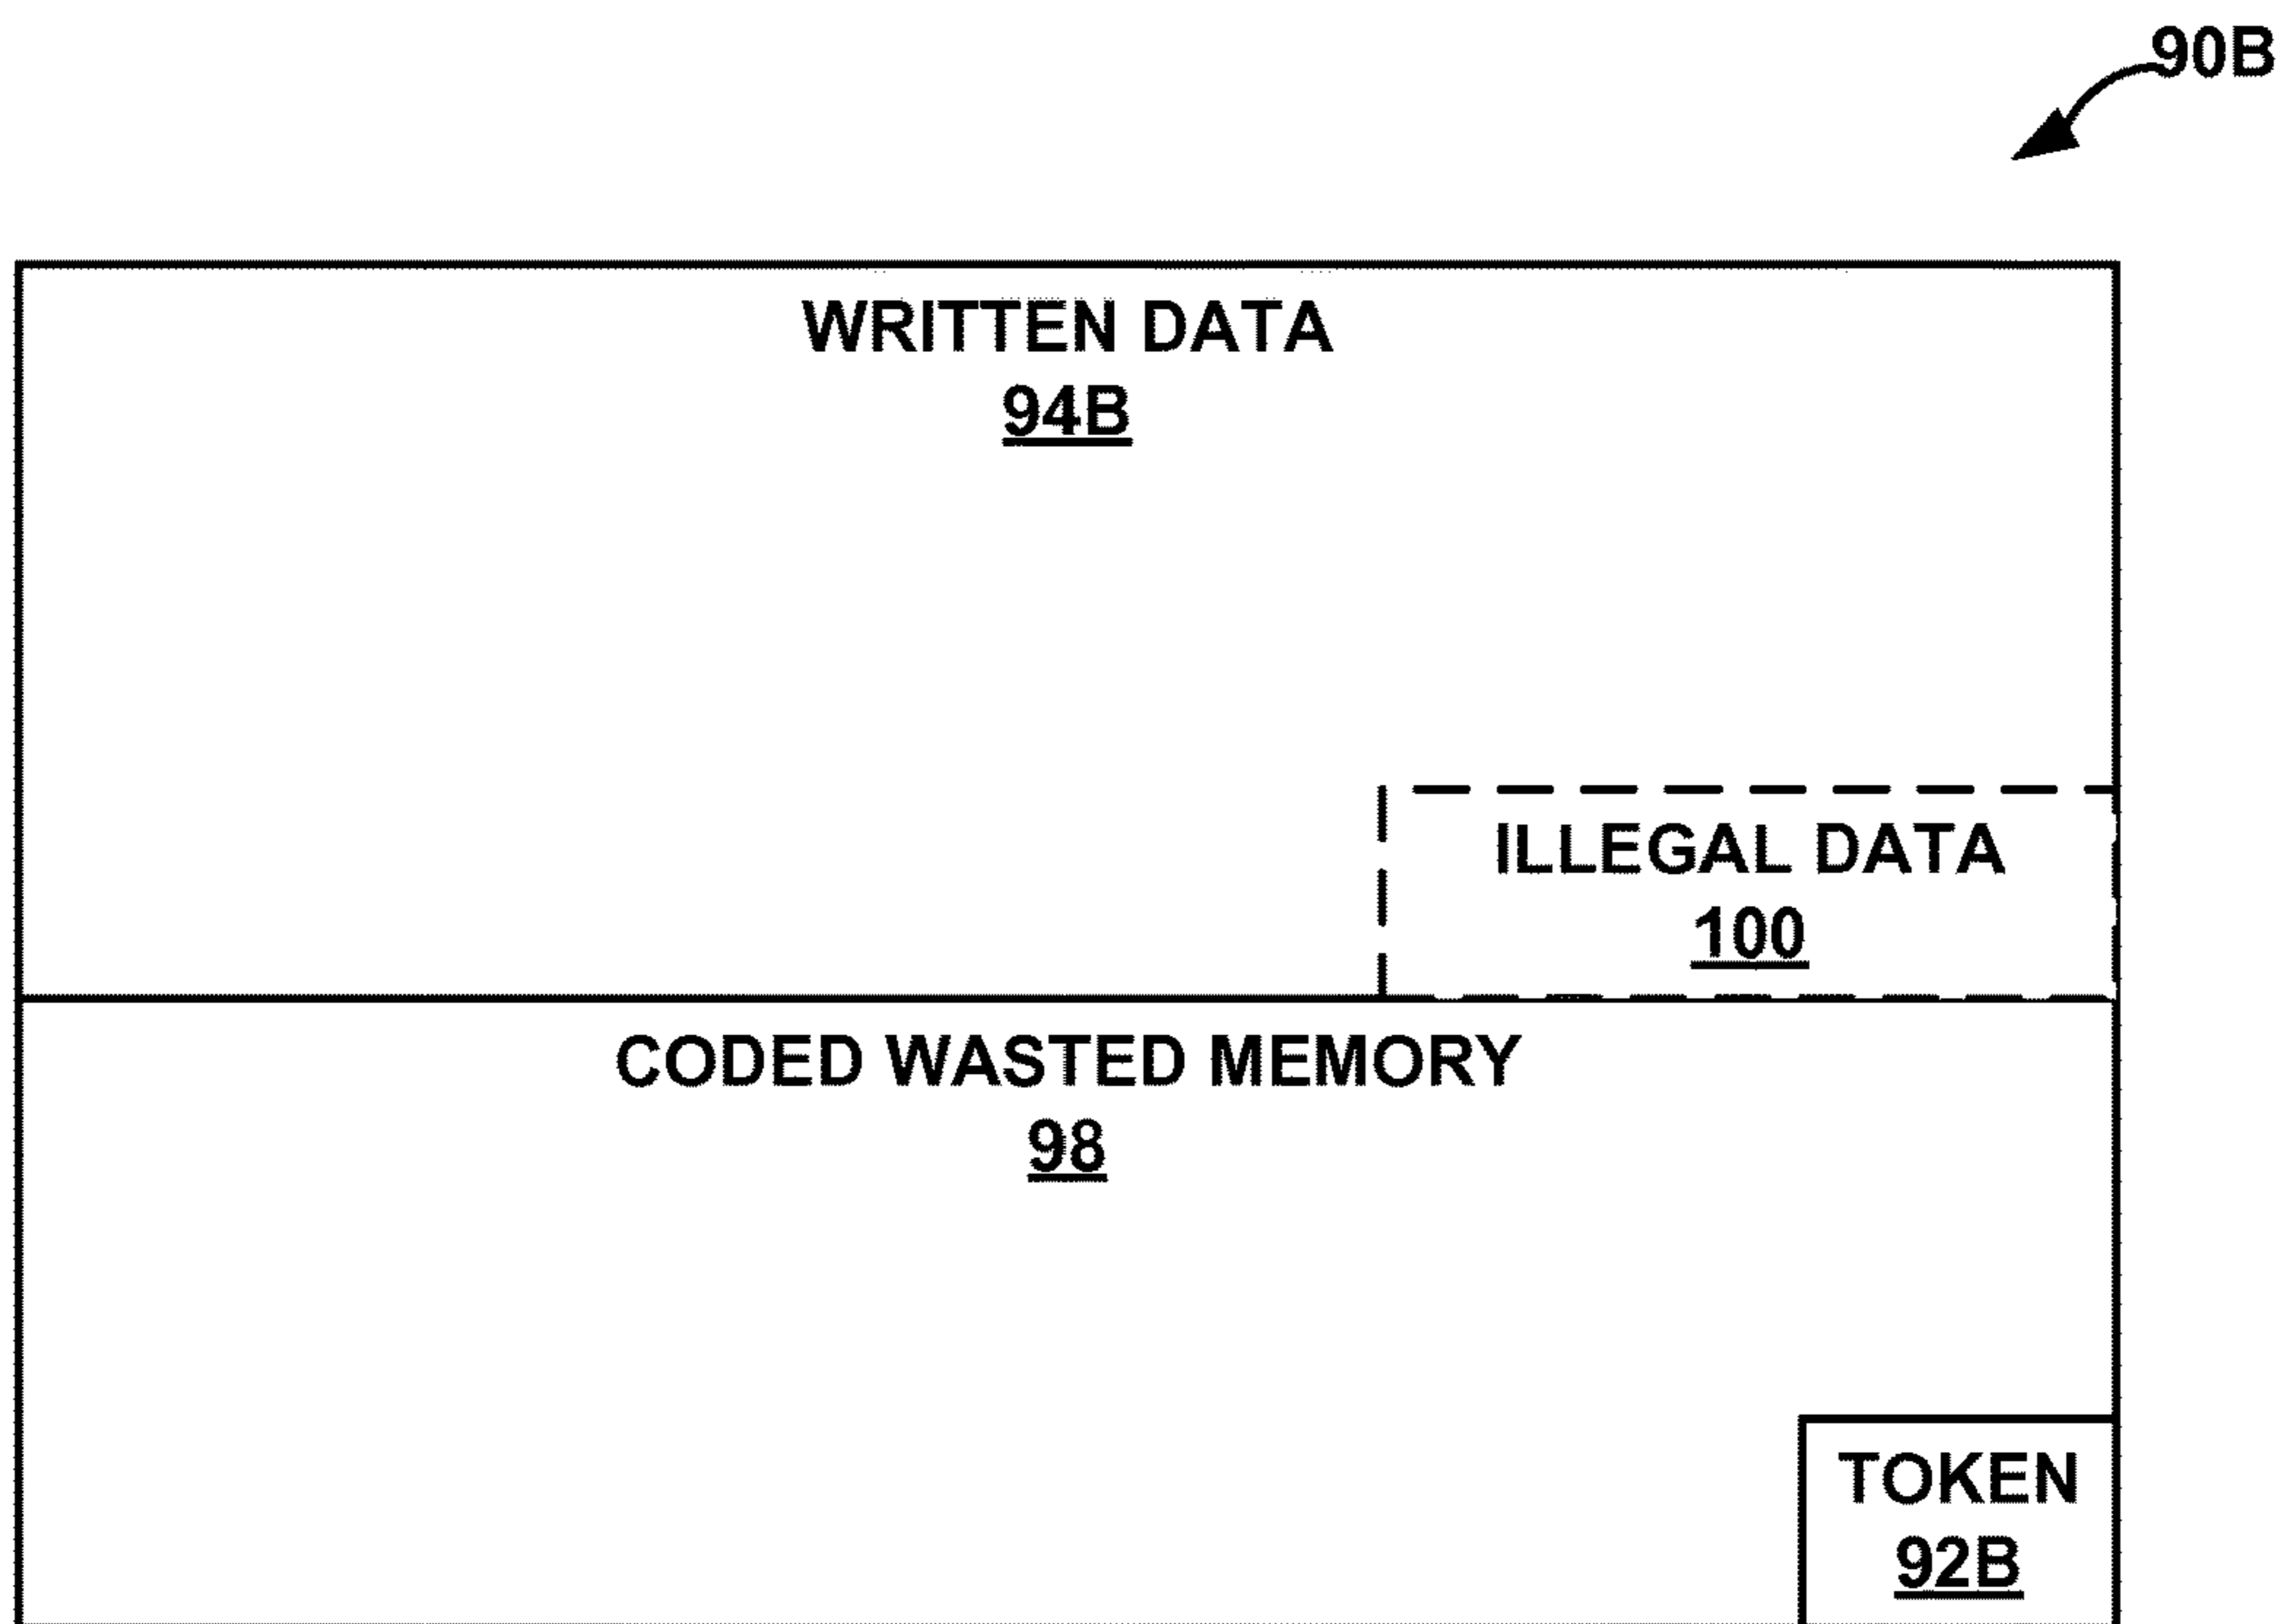 90B
WRITTEN DATA
94B
ILLEGAL DATA
100
CODED WASTED MEMORY
98
TOKEN
92B